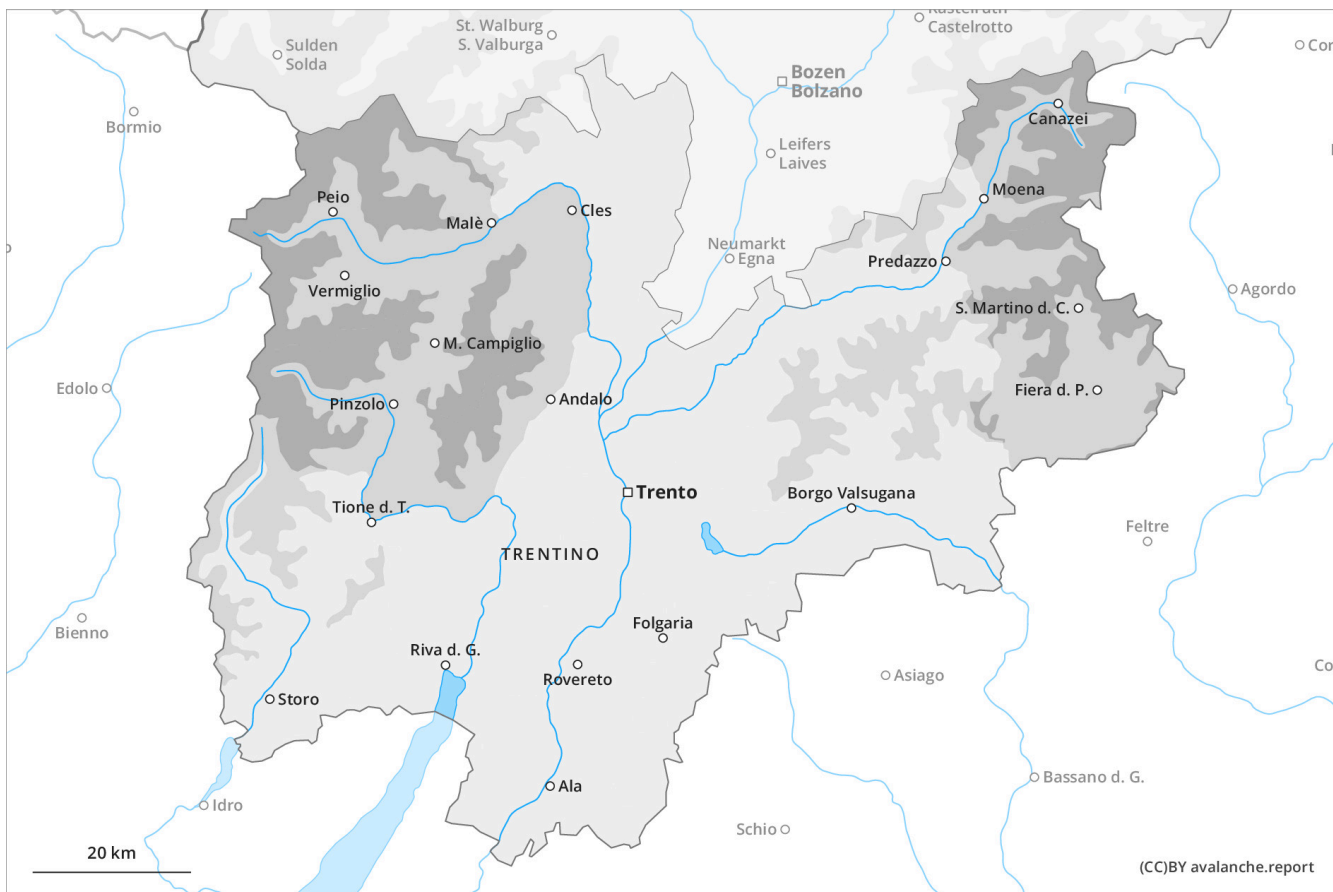 Kastelruth
Castelrotto
St. Walburg
S. Valburga
Sulden
Solda
Bozen
Bolzano
Bormio
Canazei
Leifers
Laives
Moena
Peio
Malè
Cles
Neumarkt
Egna
Predazzo
Vermiglio
Agordo
S. Martino d. C.
M. Campiglio
Edolo
Pinzolo
Andalo
Fiera d. P.
Trento
Borgo Valsugana
Tione d. T.
Feltre
TRENTINO
Bienno
Folgaria
Riva d. G.
Rovereto
Asiago
Storo
Ala
Bassano d. G.
Idro
Schio
20 km
(CC)BY avalanche.report